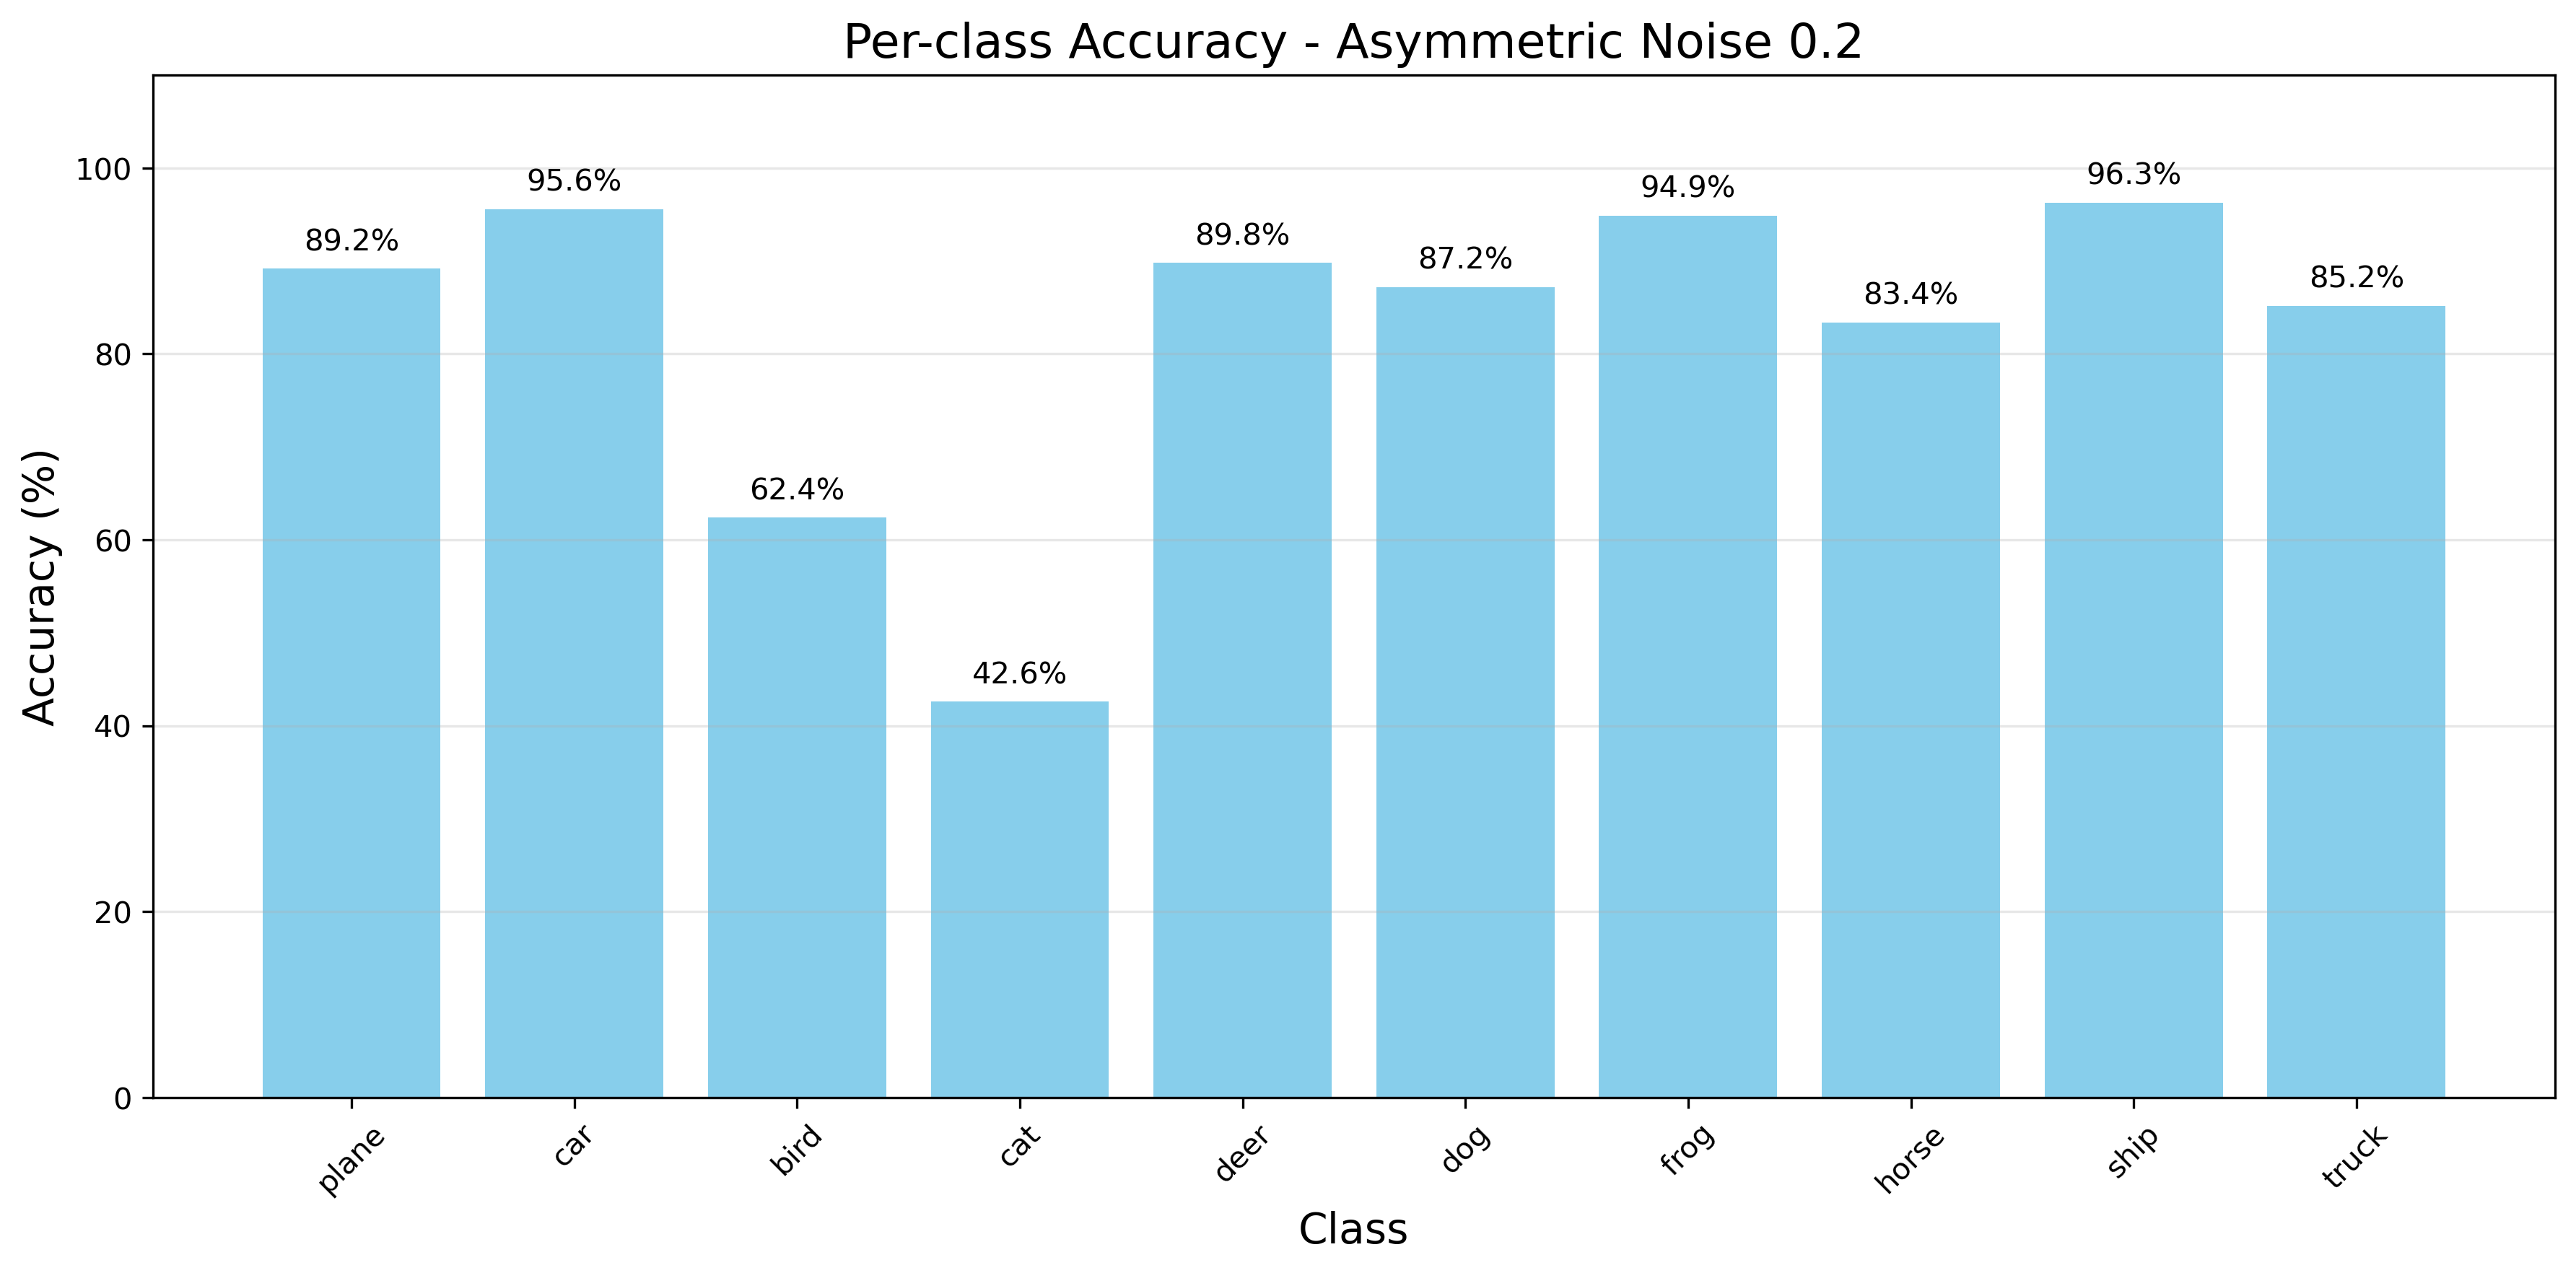 Per-class Accuracy - Asymmetric Noise 0.2
Accuracy (%)
100
80
60
40
20
0
89.2%
95.6%
62.4%
42.6%
89.8%
87.2%
94.9%
83.4%
96.3%
85.2%
plane
car
bird
cat
deer
dog
frog
horse
ship
truck
Class